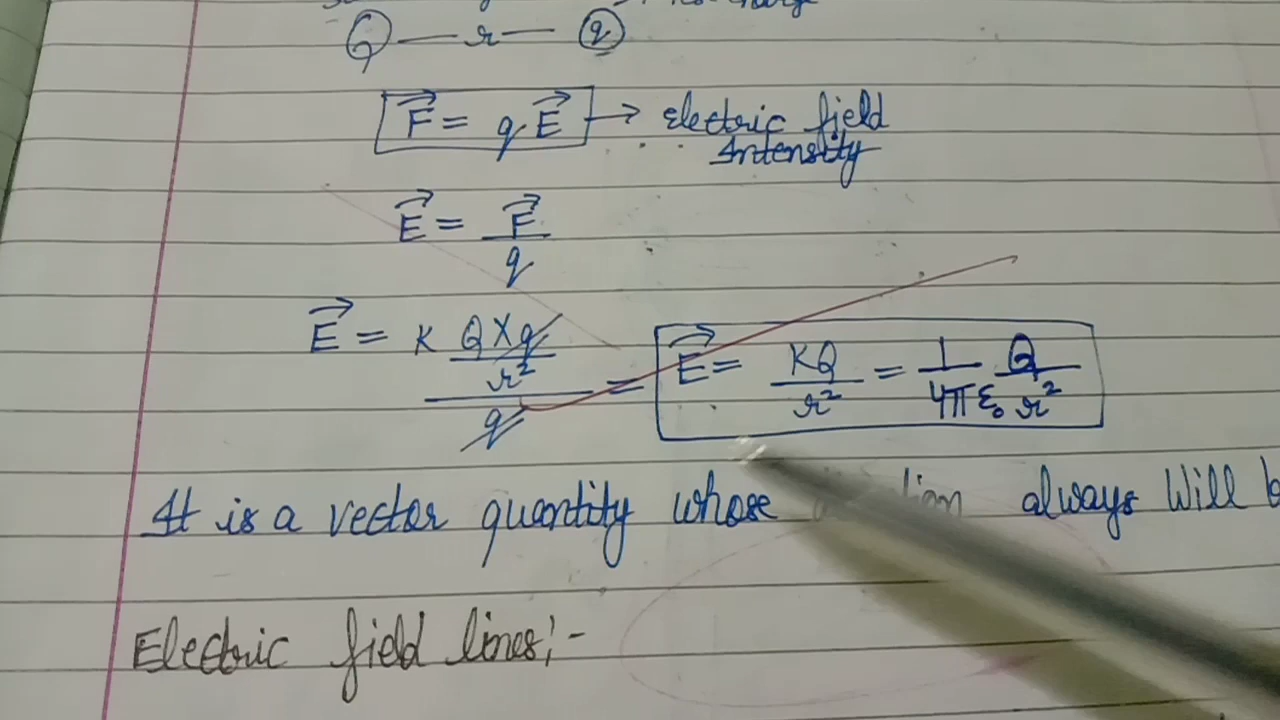 Q — r — q
F⃗ = qE⃗ → Electric field
Intensity
E⃗ = F⃗/q
E⃗ = K (Q×q/r²)/q = E⃗ = KQ/r² = 1/4πε₀ Q/r²
It is a vector quantity whose always will
Electric field lines:-